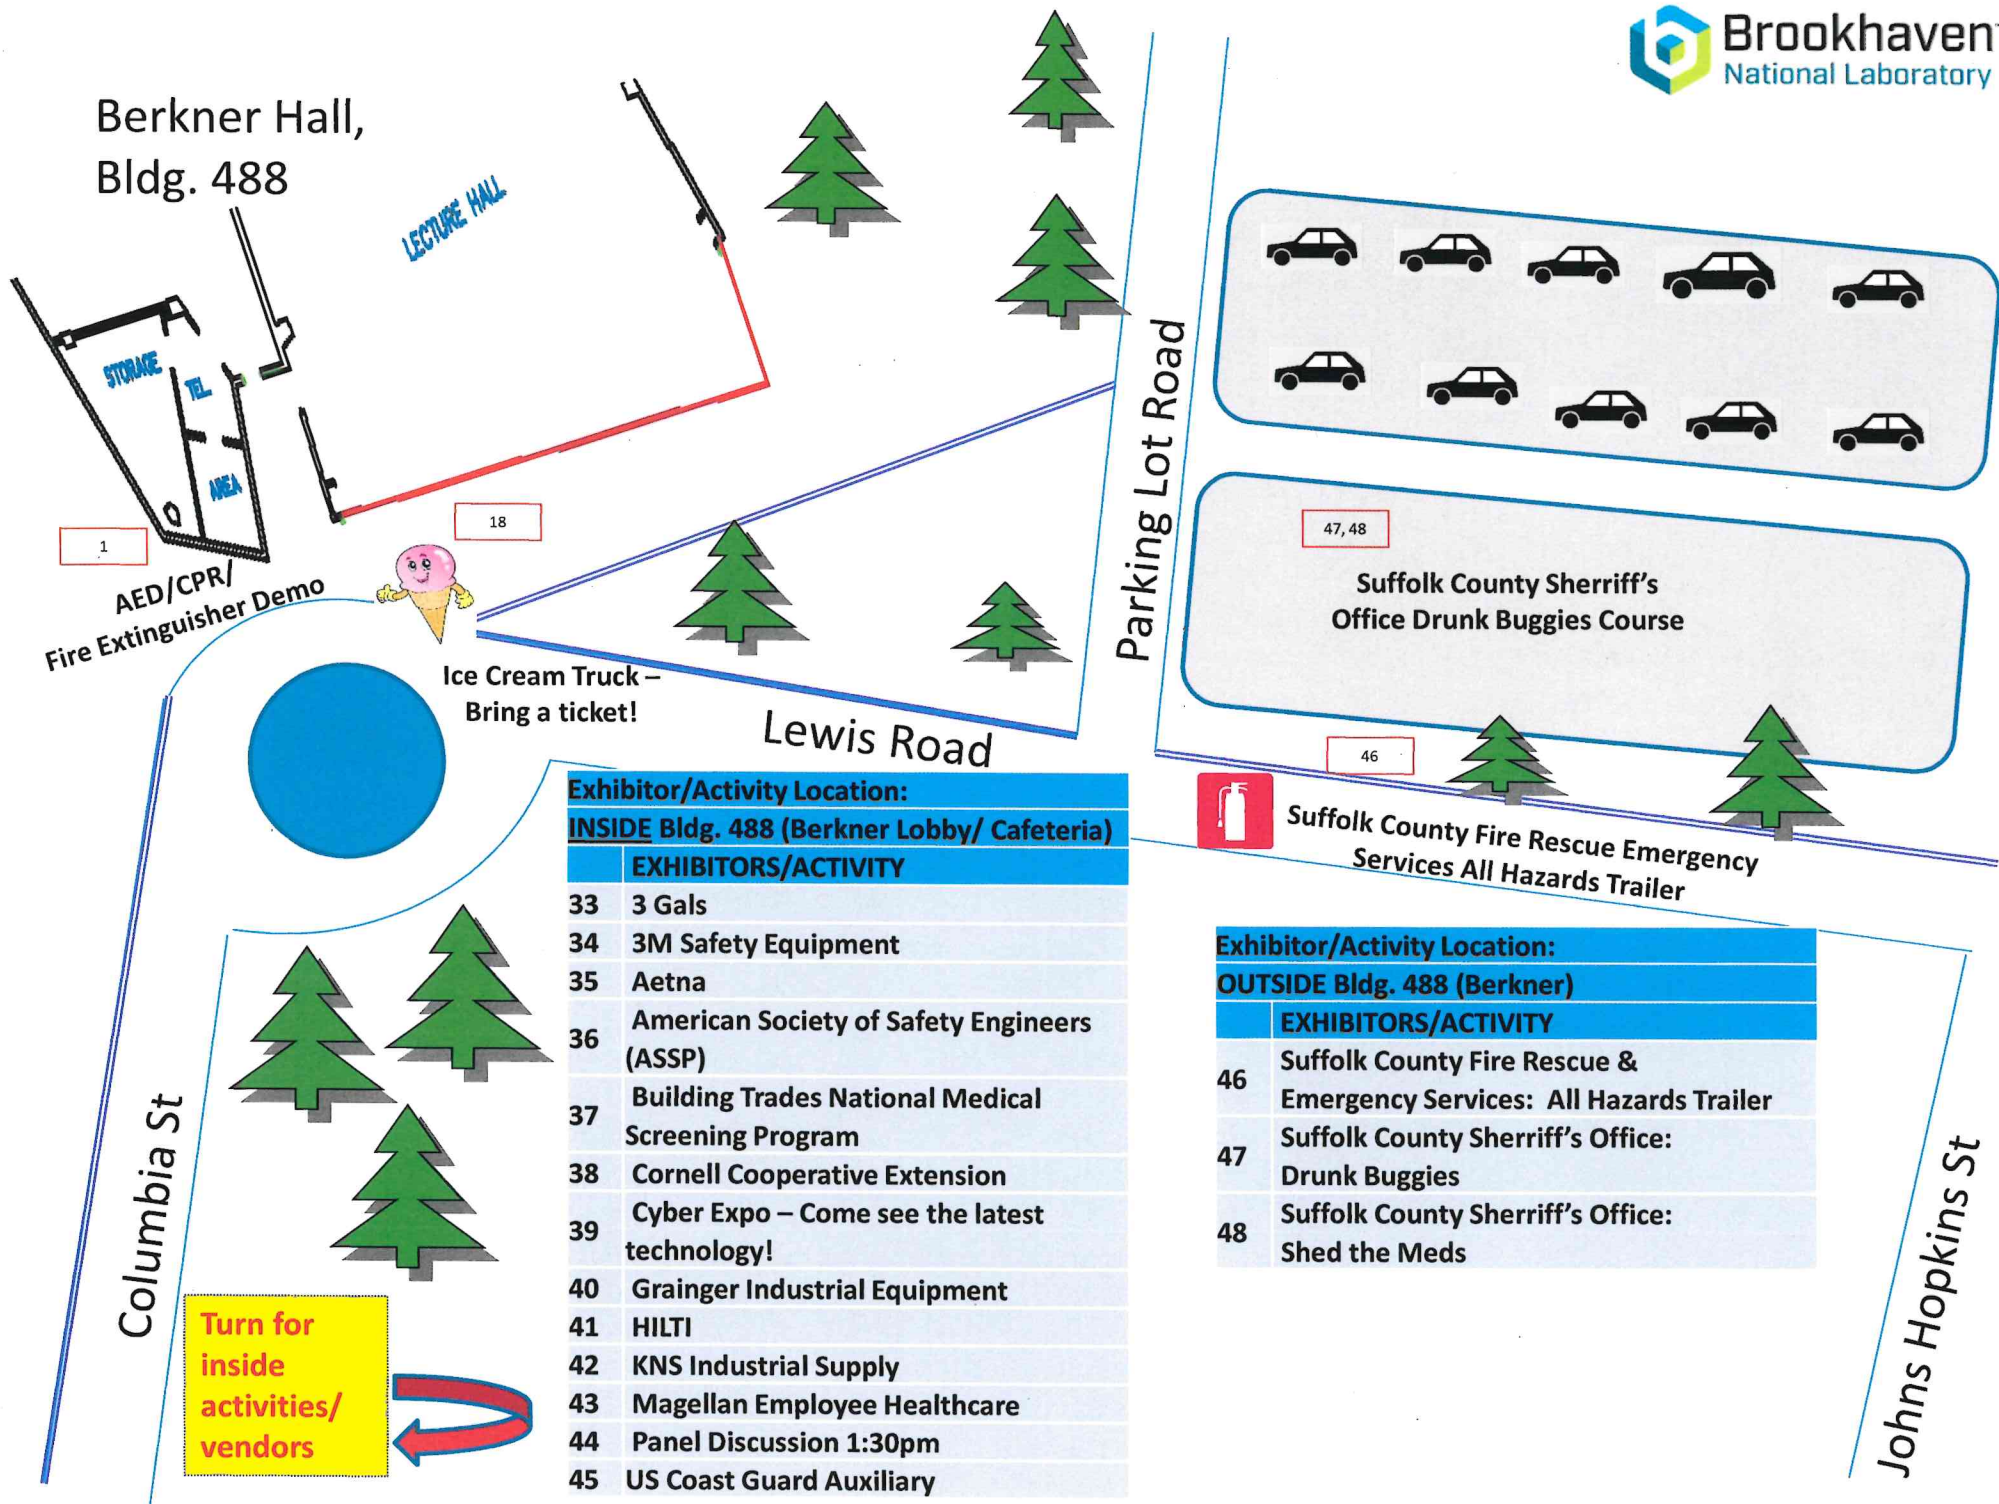 Brookhaven
National Laboratory
Berkner Hall,
Bldg. 488
LECTURE HALL
STORAGE
TEL.
AREA
1
18
AED/CPR/
Fire Extinguisher Demo
Ice Cream Truck –
Bring a ticket!
Lewis Road
Parking Lot Road
47, 48
Suffolk County Sherriff's
Office Drunk Buggies Course
46
Suffolk County Fire Rescue Emergency
Services All Hazards Trailer
Columbia St
Turn for
inside
activities/
vendors
Exhibitor/Activity Location:
INSIDE Bldg. 488 (Berkner Lobby/ Cafeteria)
EXHIBITORS/ACTIVITY
33 3 Gals
34 3M Safety Equipment
35 Aetna
36 American Society of Safety Engineers
(ASSP)
37 Building Trades National Medical
Screening Program
38 Cornell Cooperative Extension
39 Cyber Expo – Come see the latest
technology!
40 Grainger Industrial Equipment
41 HILTI
42 KNS Industrial Supply
43 Magellan Employee Healthcare
44 Panel Discussion 1:30pm
45 US Coast Guard Auxiliary
Exhibitor/Activity Location:
OUTSIDE Bldg. 488 (Berkner)
EXHIBITORS/ACTIVITY
46 Suffolk County Fire Rescue &
Emergency Services: All Hazards Trailer
47 Suffolk County Sherriff's Office:
Drunk Buggies
48 Suffolk County Sherriff's Office:
Shed the Meds
Johns Hopkins St